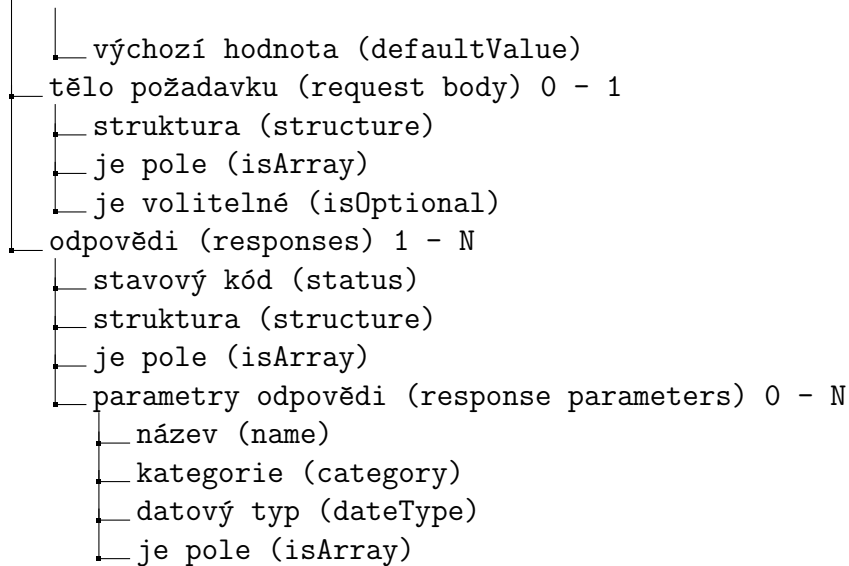 výchozí hodnota (defaultValue)
tělo požadavku (request body) 0 - 1
struktura (structure)
je pole (isArray)
je volitelné (isOptional)
odpovědi (responses) 1 - N
stavový kód (status)
struktura (structure)
je pole (isArray)
parametry odpovědi (response parameters) 0 - N
název (name)
kategorie (category)
datový typ (dateType)
je pole (isArray)